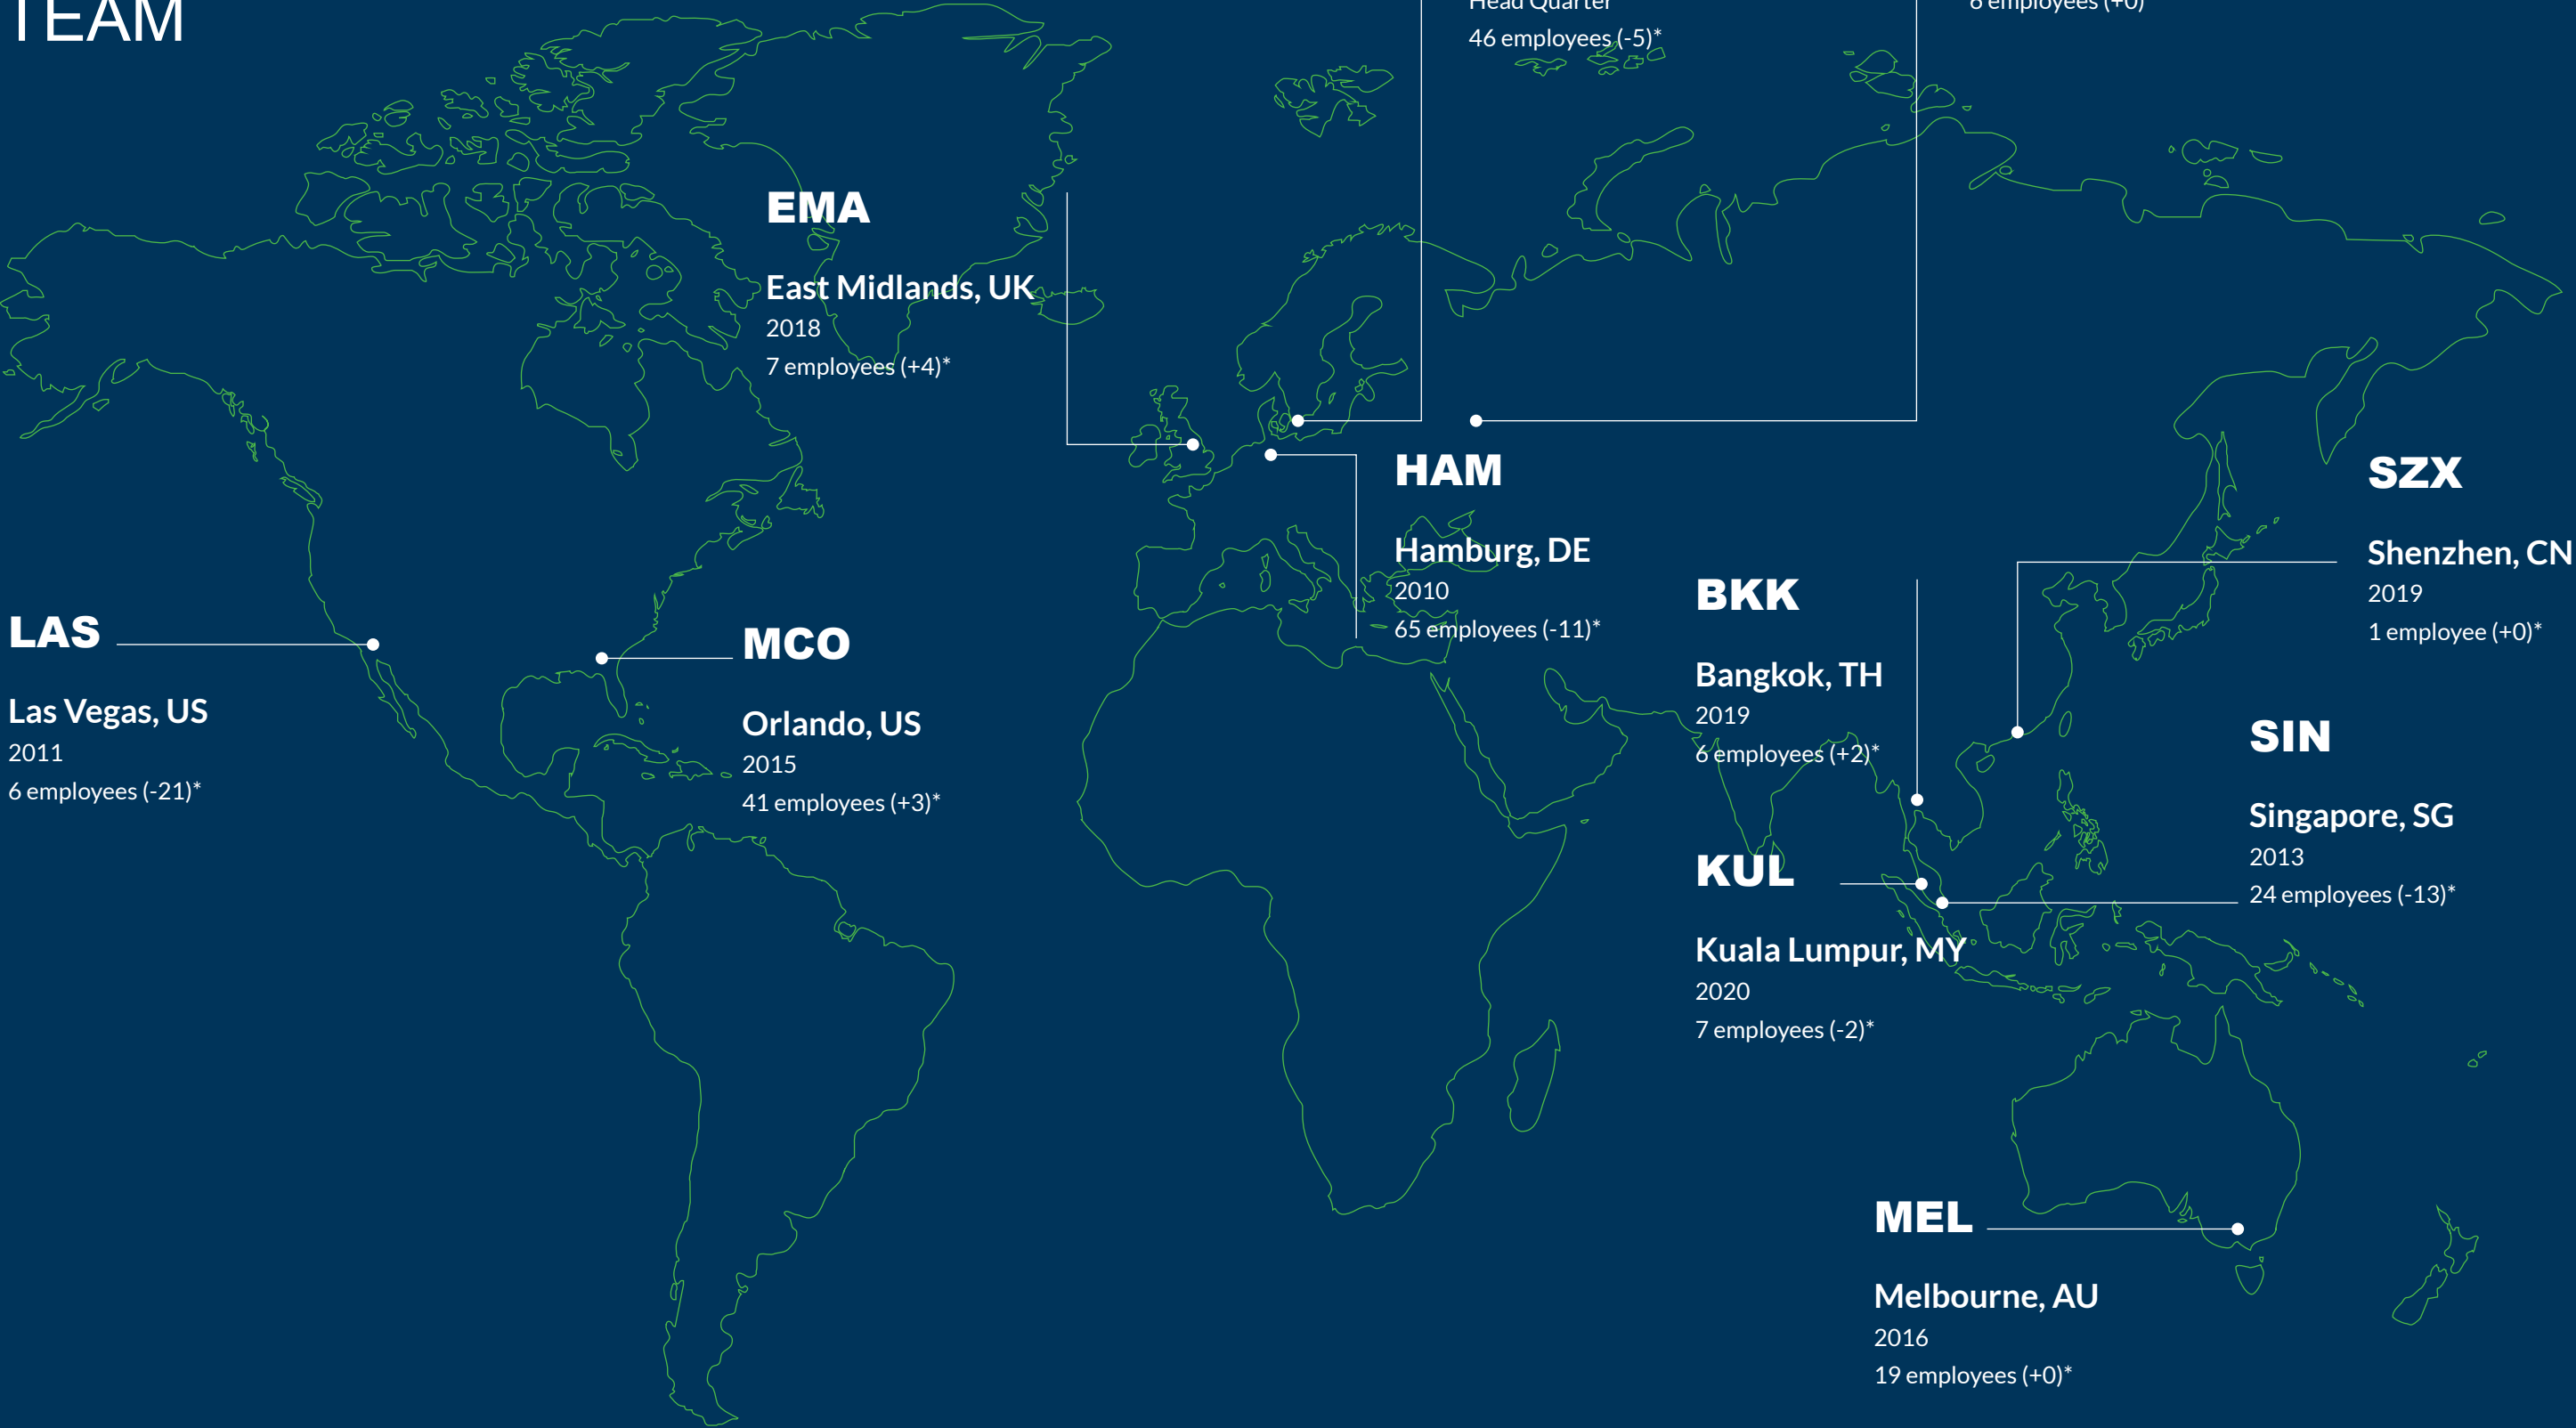 TEAM
Head Quarter
46 employees (-5)*
6 employees (+0)
EMA
East Midlands, UK
2018
7 employees (+4)*
HAM
Hamburg, DE
2010
65 employees (-11)*
SZX
Shenzhen, CN
2019
1 employee (+0)*
BKK
Bangkok, TH
2019
6 employees (+2)*
LAS
Las Vegas, US
2011
6 employees (-21)*
MCO
Orlando, US
2015
41 employees (+3)*
SIN
Singapore, SG
2013
24 employees (-13)*
KUL
Kuala Lumpur, MY
2020
7 employees (-2)*
MEL
Melbourne, AU
2016
19 employees (+0)*